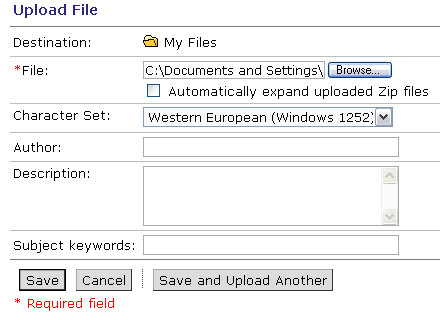 Upload File
Destination: My Files
*File: C:\Documents and Settings\ Browse...
Automatically expand uploaded Zip files
Character Set: Western European (Windows 1252)
Author:
Description:
Subject keywords:
Save Cancel Save and Upload Another
* Required field